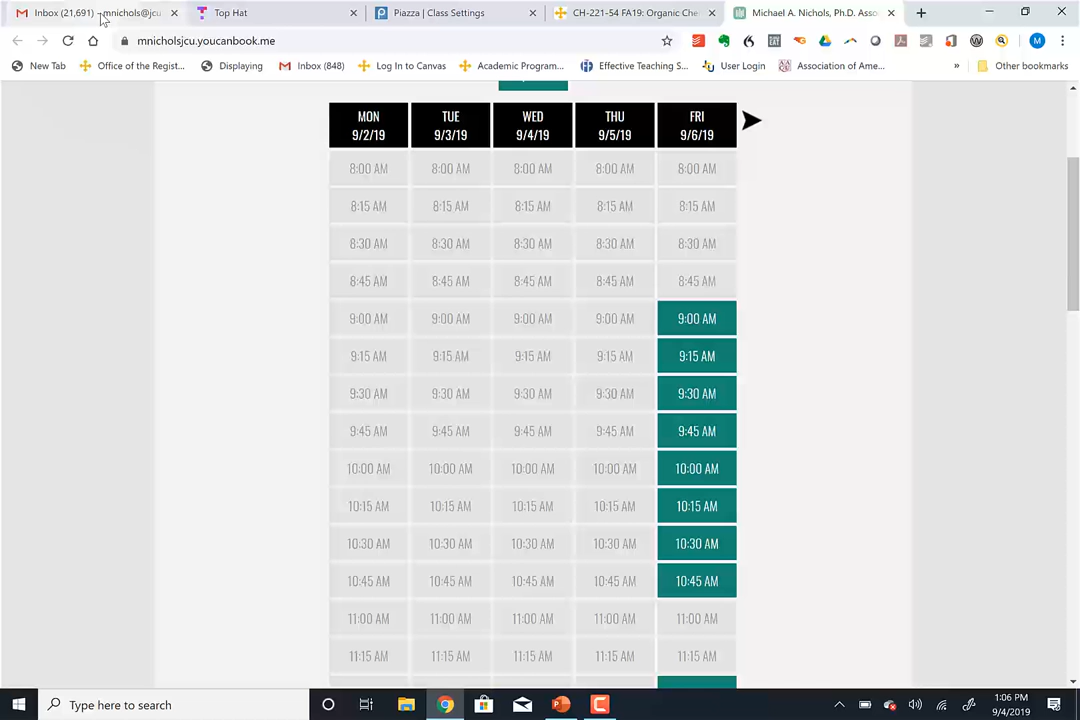 Inbox (21,691) - mnichols@jcu
Top Hat
Piazza | Class Settings
CH-221-54 FA19: Organic Che
Michael A. Nichols, Ph.D. Asso
mnicholsjcu.youcanbook.me
M
New Tab
Office of the Regist...
Displaying
Inbox (848)
Log In to Canvas
Academic Program...
Effective Teaching S...
User Login
Association of Ame...
»
Other bookmarks
MON TUE WED THU FRI
9/2/19 9/3/19 9/4/19 9/5/19 9/6/19
8:00 AM 8:00 AM 8:00 AM 8:00 AM 8:00 AM
8:15 AM 8:15 AM 8:15 AM 8:15 AM 8:15 AM
8:30 AM 8:30 AM 8:30 AM 8:30 AM 8:30 AM
8:45 AM 8:45 AM 8:45 AM 8:45 AM 8:45 AM
9:00 AM 9:00 AM 9:00 AM 9:00 AM 9:00 AM
9:15 AM 9:15 AM 9:15 AM 9:15 AM 9:15 AM
9:30 AM 9:30 AM 9:30 AM 9:30 AM 9:30 AM
9:45 AM 9:45 AM 9:45 AM 9:45 AM 9:45 AM
10:00 AM 10:00 AM 10:00 AM 10:00 AM 10:00 AM
10:15 AM 10:15 AM 10:15 AM 10:15 AM 10:15 AM
10:30 AM 10:30 AM 10:30 AM 10:30 AM 10:30 AM
10:45 AM 10:45 AM 10:45 AM 10:45 AM 10:45 AM
11:00 AM 11:00 AM 11:00 AM 11:00 AM 11:00 AM
11:15 AM 11:15 AM 11:15 AM 11:15 AM 11:15 AM
Type here to search
1:06 PM
9/4/2019